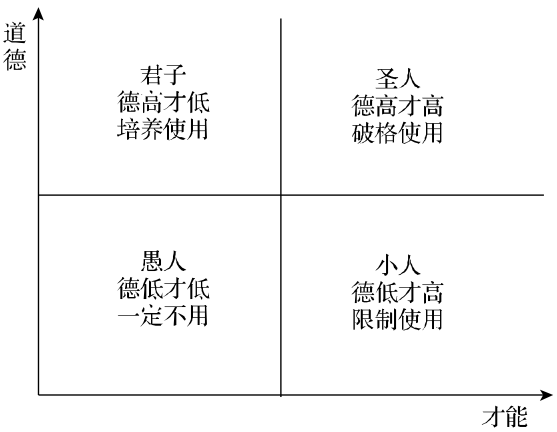 道德
君子
德高才低
培养使用
圣人
德高才高
破格使用
愚人
德低才低
一定不用
小人
德低才高
限制使用
才能